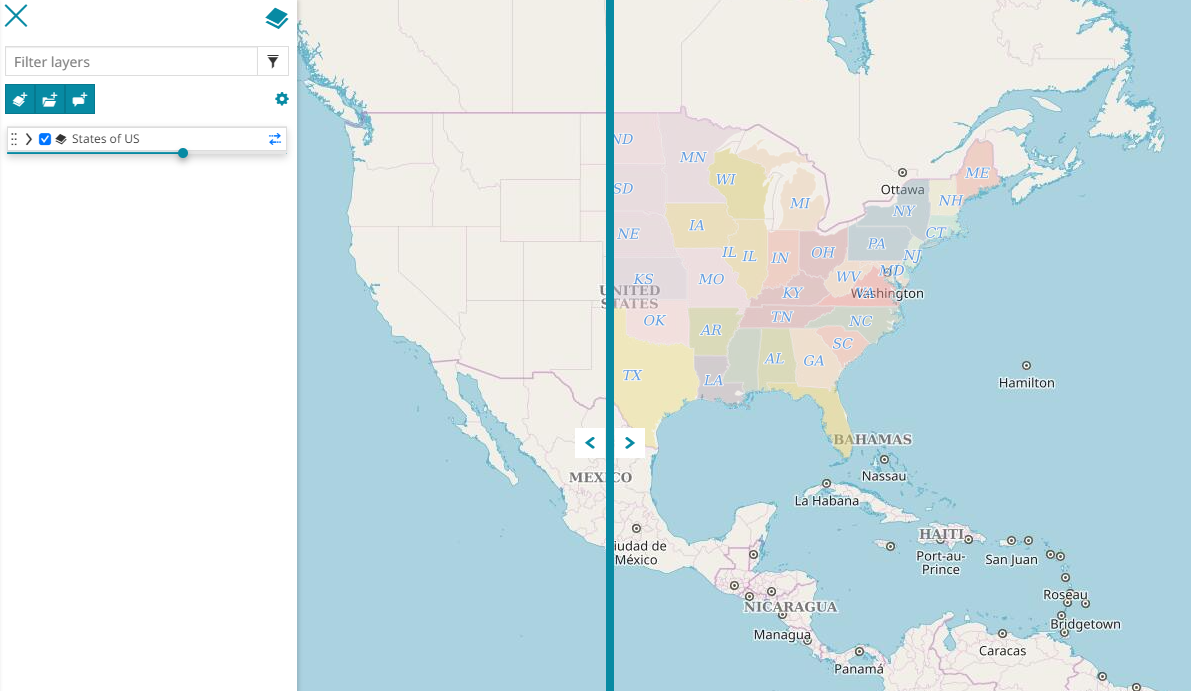 Filter layers
States of US
ND
MN
SD
WI
ME
Ottawa
MI
NH
NY
IA
NE
CT
PA
IL
IL
IN
OH
NJ
MD
KS
MO
WV
KY
VA
Washington
UNITED
STATES
OK
TN
NC
AR
SC
AL
GA
TX
LA
Hamilton
BAHAMAS
MEXICO
Nassau
La Habana
HAITI
iudad de
México
Port-au-
Prince
San Juan
Roseau
NICARAGUA
Bridgetown
Managua
Caracas
Panamá